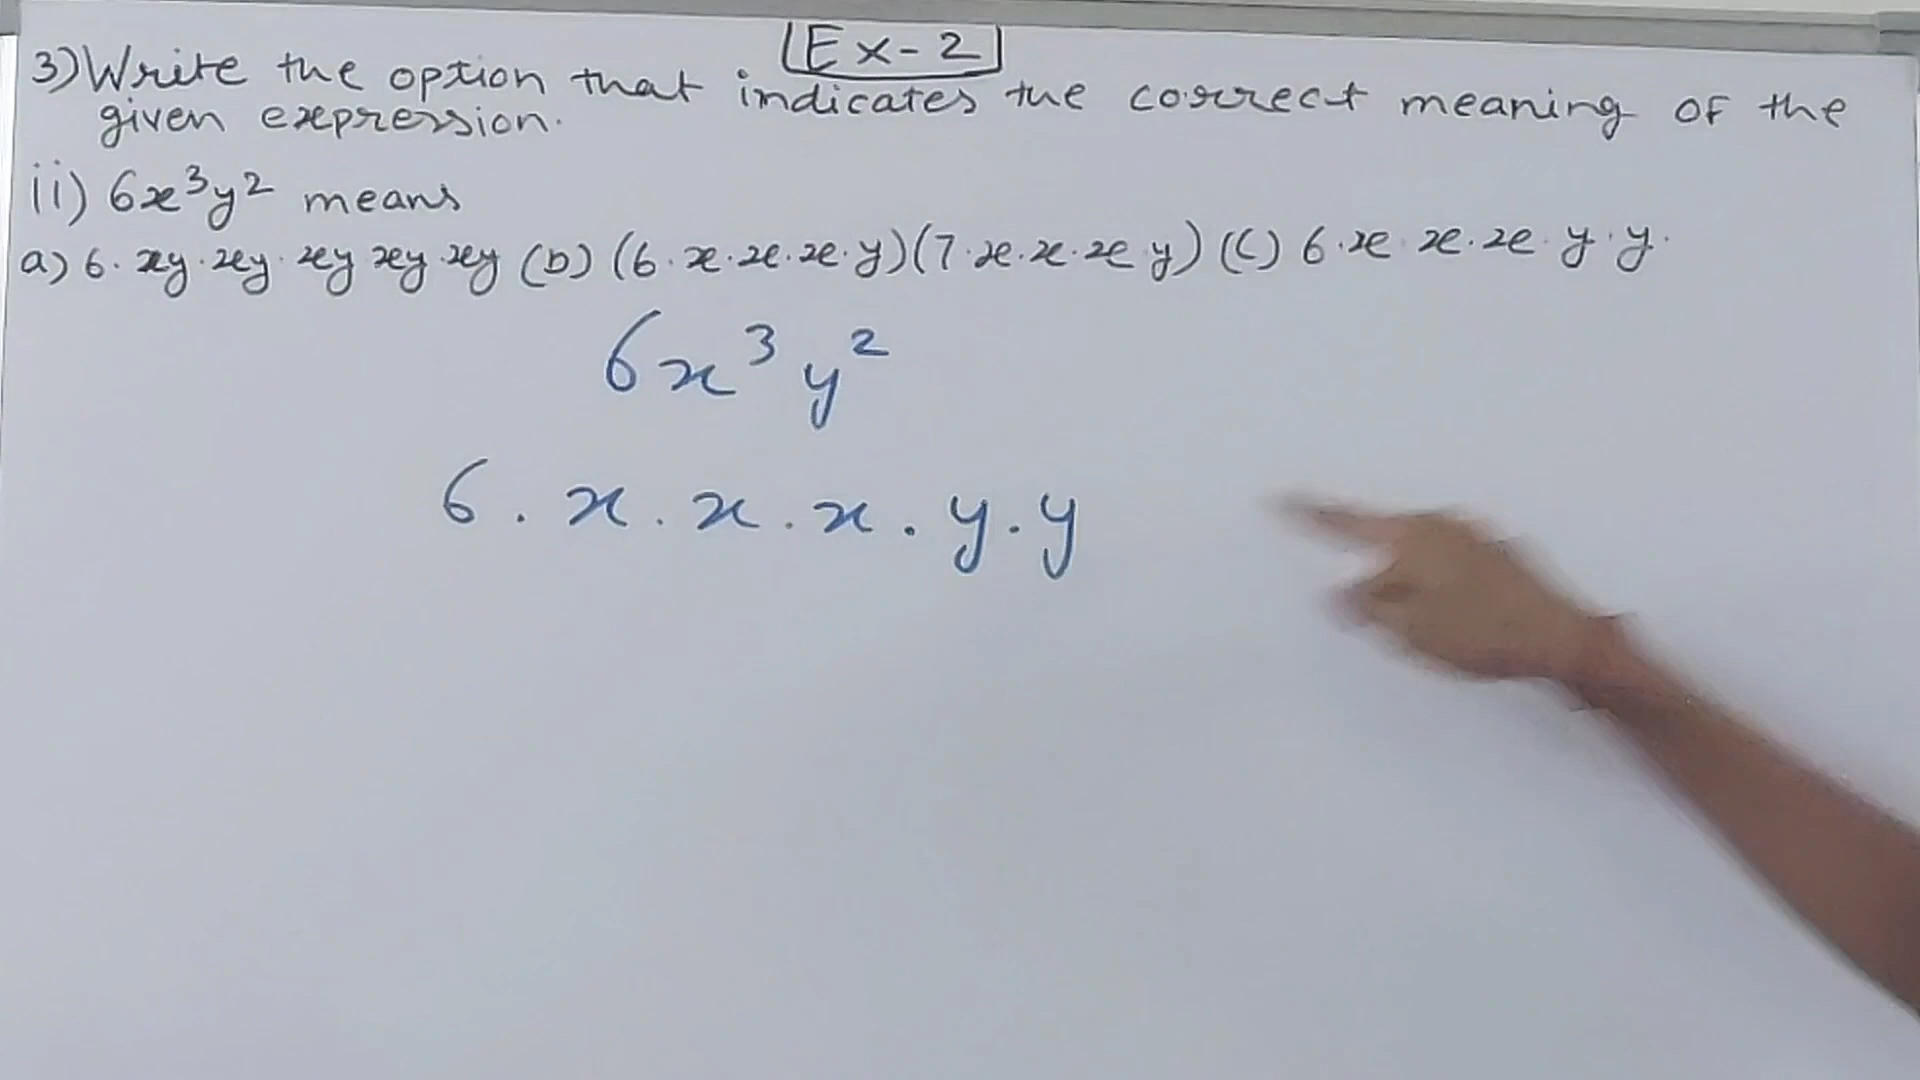 [Ex-2]
3) Write the option that indicates the correct meaning of the
given expression.
ii) 6x³y² means
a) 6. xy. xy. xy xy. xy (b) (6. x. x. x. y)(7. x. x. x y) (C) 6. x. x. x. y. y.
6x³y²
6. x. x. x. y. y